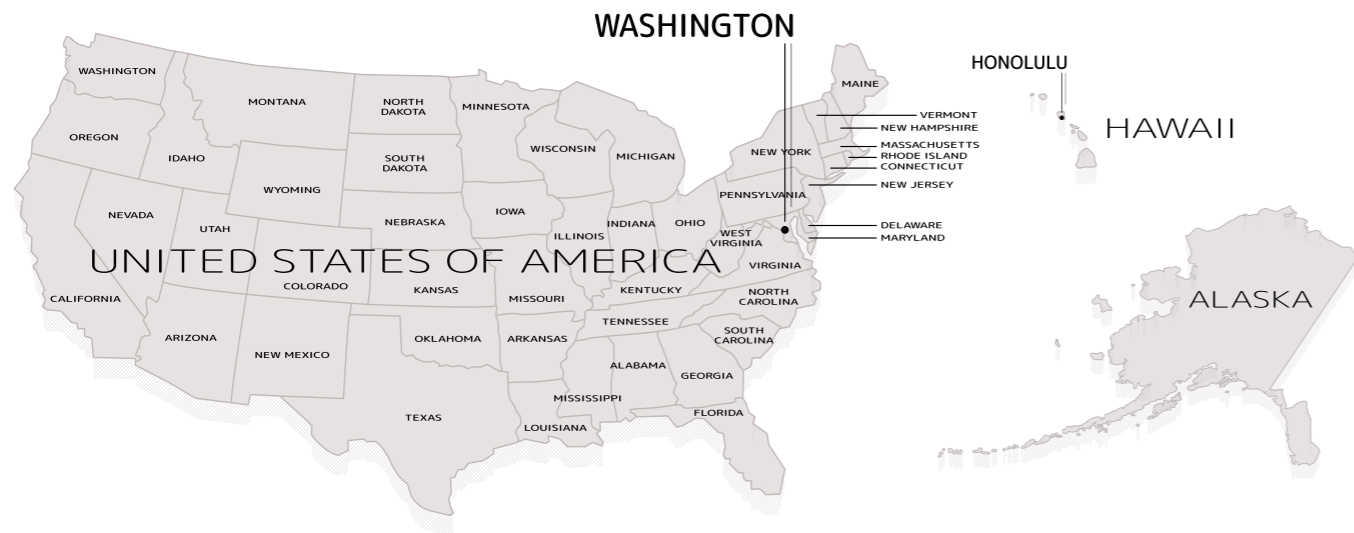 WASHINGTON
HONOLULU
HAWAII
ALASKA
UNITED STATES OF AMERICA
WASHINGTON
MONTANA
NORTH
DAKOTA
MINNESOTA
MAINE
VERMONT
NEW HAMPSHIRE
OREGON
IDAHO
SOUTH
DAKOTA
WISCONSIN
MICHIGAN
NEW YORK
MASSACHUSETTS
RHODE ISLAND
CONNECTICUT
NEW JERSEY
WYOMING
PENNSYLVANIA
NEVADA
UTAH
NEBRASKA
IOWA
ILLINOIS
INDIANA
OHIO
WEST
VIRGINIA
DELAWARE
MARYLAND
CALIFORNIA
COLORADO
KANSAS
MISSOURI
KENTUCKY
VIRGINIA
NORTH
CAROLINA
ARIZONA
NEW MEXICO
OKLAHOMA
ARKANSAS
TENNESSEE
SOUTH
CAROLINA
ALABAMA
GEORGIA
MISSISSIPPI
TEXAS
LOUISIANA
FLORIDA